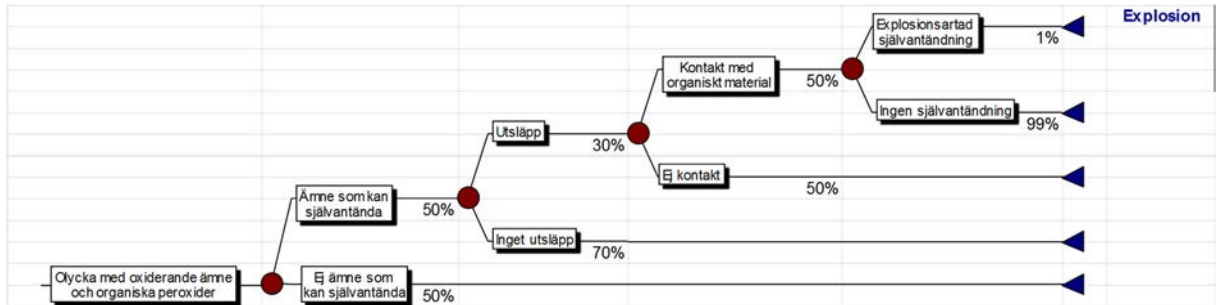 Explosion
Explosionsartad
självantändning
1%
Kontakt med
organiskt material
50%
Ingen självantändning
99%
Utsläpp
30%
Ej kontakt
50%
Ämne som kan
självantända
50%
Inget utsläpp
70%
Olycka med oxiderande ämne
och organiska peroxider
Ej ämne som
kan självantända
50%